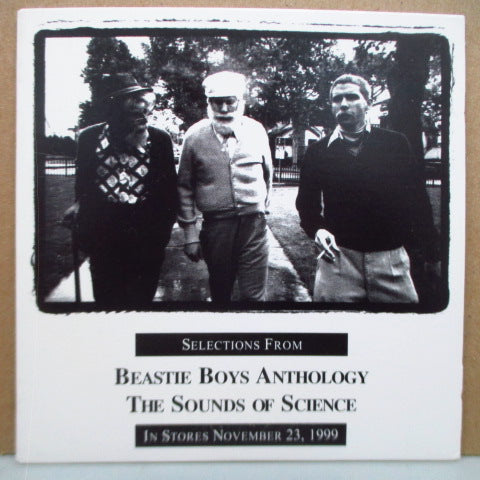 Selections From
Beastie Boys Anthology
The Sounds of Science
In Stores November 23, 1999